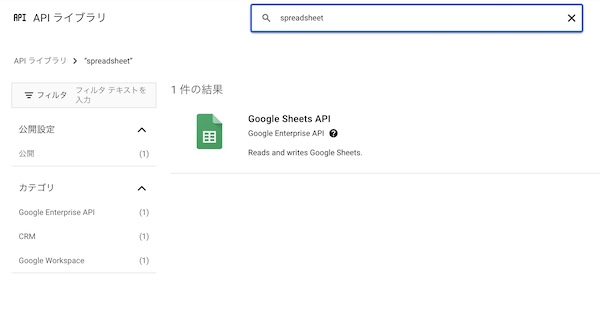 API API ライブラリ
spreadsheet
API ライブラリ > "spreadsheet"
フィルタ フィルタ テキストを
入力
1 件の結果
公開設定
公開 (1)
Google Sheets API
Google Enterprise API
Reads and writes Google Sheets.
カテゴリ
Google Enterprise API (1)
CRM (1)
Google Workspace (1)